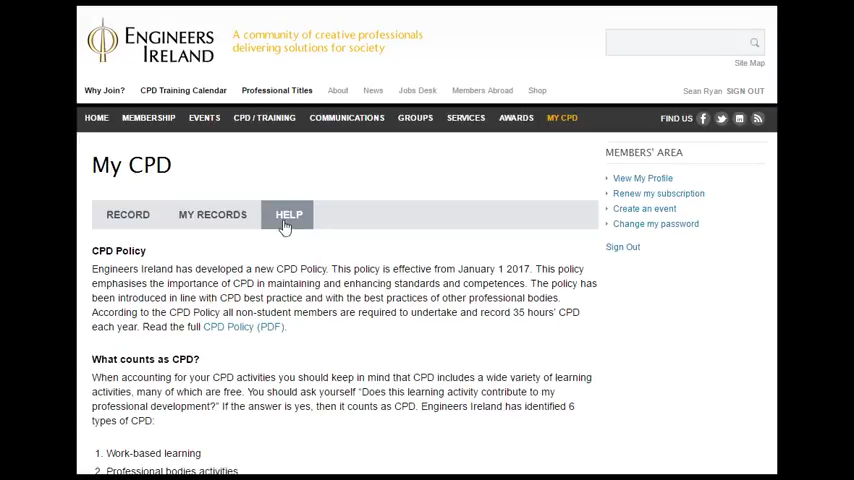 ENGINEERS
IRELAND
A community of creative professionals
delivering solutions for society
Site Map
Why Join? CPD Training Calendar Professional Titles About News Jobs Desk Members Abroad Shop
Sean Ryan SIGN OUT
HOME MEMBERSHIP EVENTS CPD / TRAINING COMMUNICATIONS GROUPS SERVICES AWARDS MY CPD FIND US
My CPD
RECORD MY RECORDS HELP
CPD Policy
Engineers Ireland has developed a new CPD Policy. This policy is effective from January 1 2017. This policy
emphasises the importance of CPD in maintaining and enhancing standards and competences. The policy has
been introduced in line with CPD best practice and with the best practices of other professional bodies.
According to the CPD Policy all non-student members are required to undertake and record 35 hours' CPD
each year. Read the full CPD Policy (PDF).
What counts as CPD?
When accounting for your CPD activities you should keep in mind that CPD includes a wide variety of learning
activities, many of which are free. You should ask yourself “Does this learning activity contribute to my
professional development?” If the answer is yes, then it counts as CPD. Engineers Ireland has identified 6
types of CPD:
1. Work-based learning
2. Professional bodies activities
MEMBERS' AREA
View My Profile
Renew my subscription
Create an event
Change my password
Sign Out